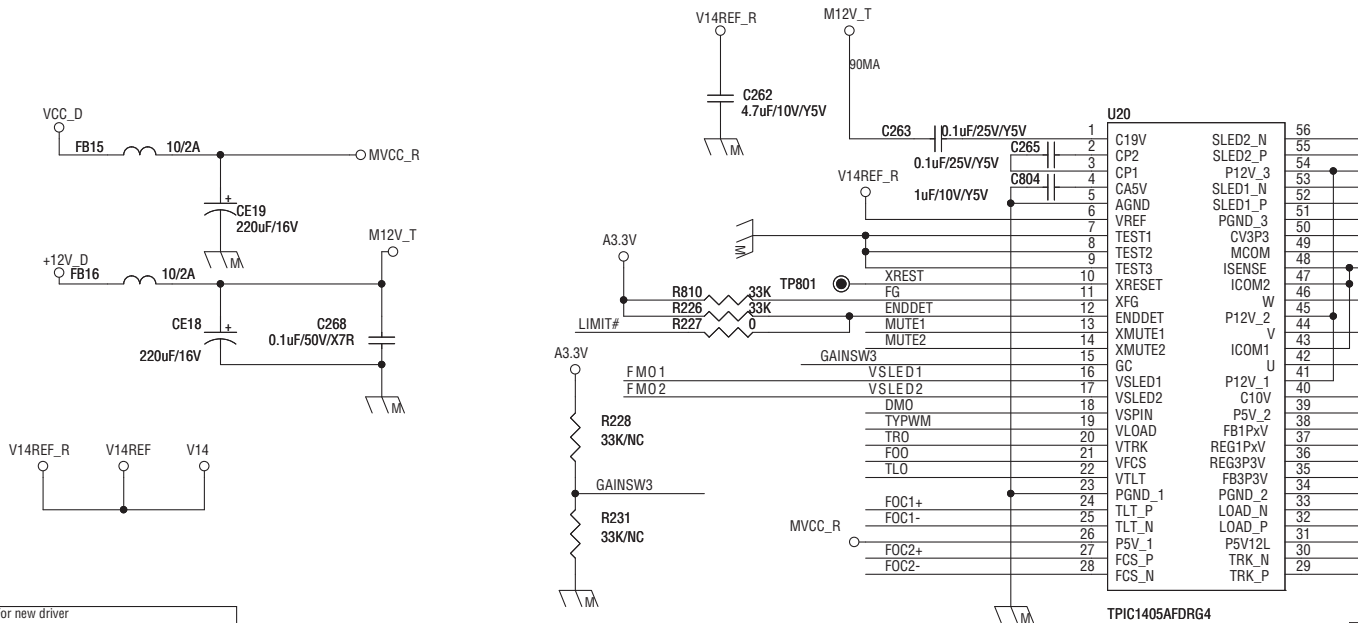 V14REF_R
M12V_T
90MA
C262
4.7uF/10V/Y5V
M
VCC_D
FB15 10/2A
MVCC_R
+
CE19
220uF/16V
M
+12V_D
FB16 10/2A
M12V_T
+
CE18
220uF/16V
C268
0.1uF/50V/X7R
M
V14REF_R V14REF V14
or new driver
C263 0.1uF/25V/Y5V
C265
0.1uF/25V/Y5V
C804
1uF/10V/Y5V
V14REF_R
M
A3.3V
TP801
XREST
R810 33K FG
R226 33K ENDDET
LIMIT# R227 0
MUTE1
MUTE2
GAINSW3
A3.3V
FMO1 VSLED1
FMO2 VSLED2
DMO
TYPWM
TRO
FOO
TLO
R228
33K/NC
GAINSW3
R231
33K/NC
M
FOC1+
FOC1-
MVCC_R
FOC2+
FOC2-
M
U20
1 C19V SLED2_N 56
2 CP2 SLED2_P 55
3 CP1 P12V_3 54
4 CA5V SLED1_N 53
5 AGND SLED1_P 52
6 VREF PGND_3 51
7 TEST1 CV3P3 50
8 TEST2 MCOM 49
9 TEST3 ISENSE 48
10 XRESET ICOM2 47
11 XFG W 46
12 ENDDET P12V_2 45
13 XMUTE1 V 44
14 XMUTE2 ICOM1 43
15 GC U 42
16 VSLED1 P12V_1 41
17 VSLED2 C10V 40
18 VSPIN P5V_2 39
19 VLOAD FB1PxV 38
20 VTRK REG1PxV 37
21 VFCS REG3P3V 36
22 VTLT FB3P3V 35
23 PGND_1 PGND_2 34
24 TLT_P LOAD_N 33
25 TLT_N LOAD_P 32
26 P5V_1 P5V12L 31
27 FCS_P TRK_N 30
28 FCS_N TRK_P 29
TPIC1405AFDRG4